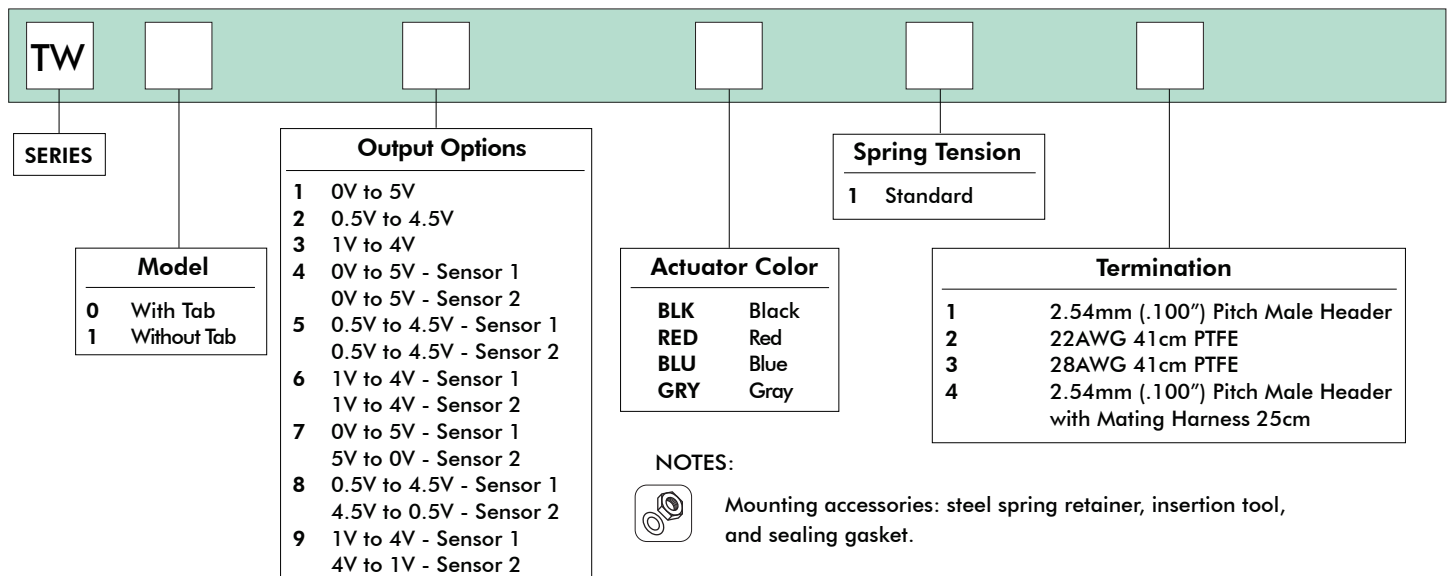 TW
SERIES
Model
0 With Tab
1 Without Tab
Output Options
1 0V to 5V
2 0.5V to 4.5V
3 1V to 4V
4 0V to 5V - Sensor 1
0V to 5V - Sensor 2
5 0.5V to 4.5V - Sensor 1
0.5V to 4.5V - Sensor 2
6 1V to 4V - Sensor 1
1V to 4V - Sensor 2
7 0V to 5V - Sensor 1
5V to 0V - Sensor 2
8 0.5V to 4.5V - Sensor 1
4.5V to 0.5V - Sensor 2
9 1V to 4V - Sensor 1
4V to 1V - Sensor 2
Actuator Color
BLK Black
RED Red
BLU Blue
GRY Gray
Spring Tension
1 Standard
Termination
1 2.54mm (.100”) Pitch Male Header
2 22AWG 41cm PTFE
3 28AWG 41cm PTFE
4 2.54mm (.100”) Pitch Male Header
with Mating Harness 25cm
NOTES:
Mounting accessories: steel spring retainer, insertion tool,
and sealing gasket.